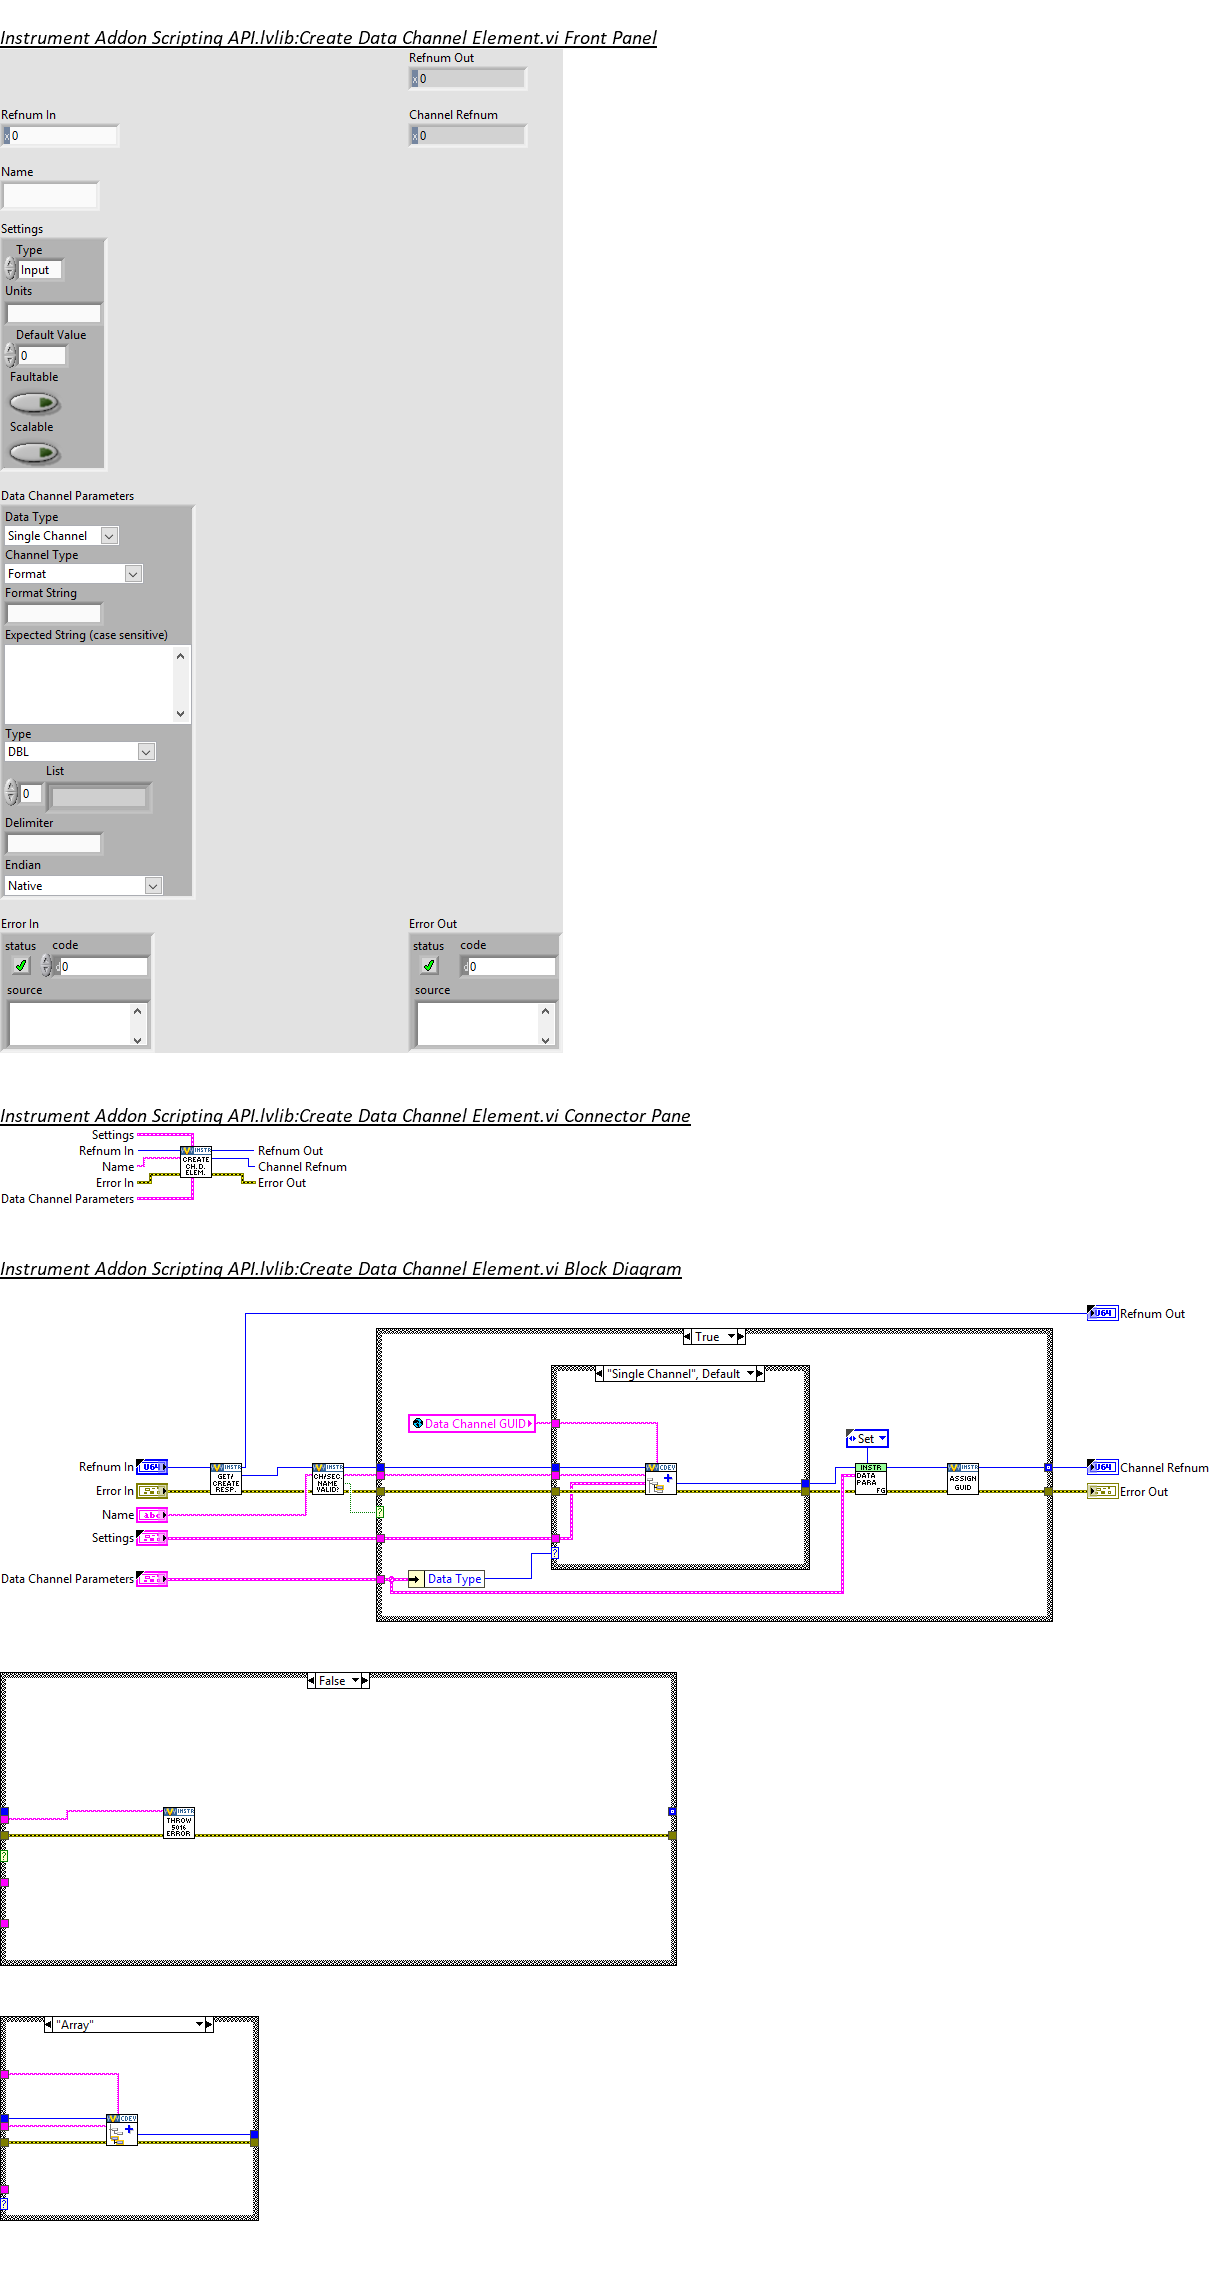 Instrument Addon Scripting API.lvlib:Create Data Channel Element.vi Front Panel
Refnum Out
0
Refnum In
0
Channel Refnum
0
Name
Settings
Type
Input
Units
Default Value
0
Faultable
Scalable
Data Channel Parameters
Data Type
Single Channel
Channel Type
Format
Format String
Expected String (case sensitive)
Type
DBL
List
0
Delimiter
Endian
Native
Error In
status code
0
source
Error Out
status code
0
source
Instrument Addon Scripting API.lvlib:Create Data Channel Element.vi Connector Pane
Settings
Refnum In
Name
Error In
Data Channel Parameters
INSTR
CREATE
CH.D.
ELEM.
Refnum Out
Channel Refnum
Error Out
Instrument Addon Scripting API.lvlib:Create Data Channel Element.vi Block Diagram
U64 Refnum Out
True
"Single Channel", Default
Data Channel GUID
Set
Refnum In U64
Error In
Name abc
Settings
Data Channel Parameters
INSTR
GET/
CREATE
RESP.
INSTR
CH/SEC.
NAME
VALID?
?
CDEV
?
Data Type
INSTR
DATA
PARA
FG
INSTR
ASSIGN
GUID
U64 Channel Refnum
Error Out
False
INSTR
THROW
5016
ERROR
?
"Array"
CDEV
?